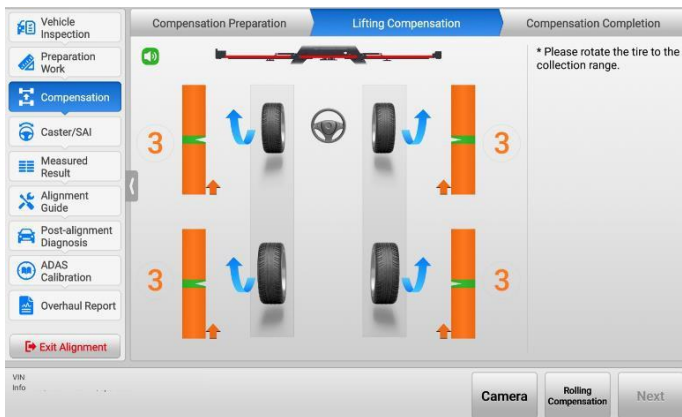 Vehicle
Inspection
Preparation
Work
Compensation
Caster/SAI
Measured
Result
Alignment
Guide
Post-alignment
Diagnosis
ADAS
Calibration
Overhaul Report
Exit Alignment
Compensation Preparation
Lifting Compensation
Compensation Completion
* Please rotate the tire to the
collection range.
3
3
3
3
VIN
Info
Camera
Rolling
Compensation
Next